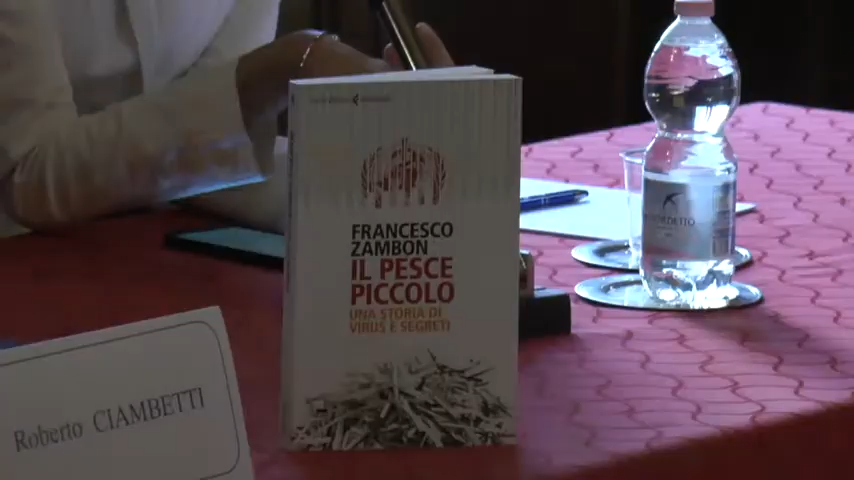 FRANCESCO
ZAMBON
IL PESCE
PICCOLO
UNA STORIA DI
VIRUS E SEGRETI
Roberto CIAMBETTI